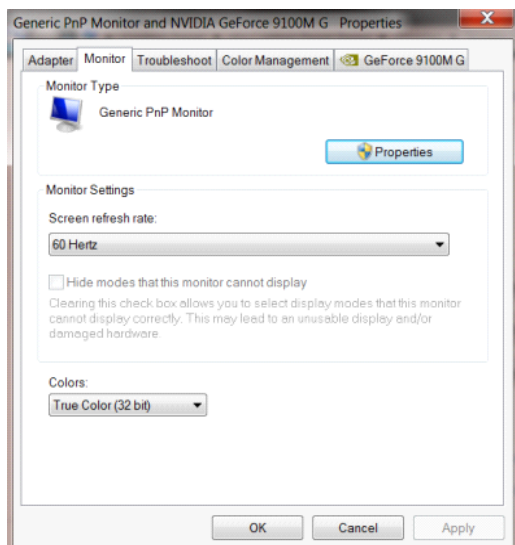 Generic PnP Monitor and NVIDIA GeForce 9100M G Properties
X
Adapter Monitor Troubleshoot Color Management GeForce 9100M G
Monitor Type
Generic PnP Monitor
Properties
Monitor Settings
Screen refresh rate:
60 Hertz
Hide modes that this monitor cannot display
Clearing this check box allows you to select display modes that this monitor
cannot display correctly. This may lead to an unusable display and/or
damaged hardware.
Colors:
True Color (32 bit)
OK Cancel Apply